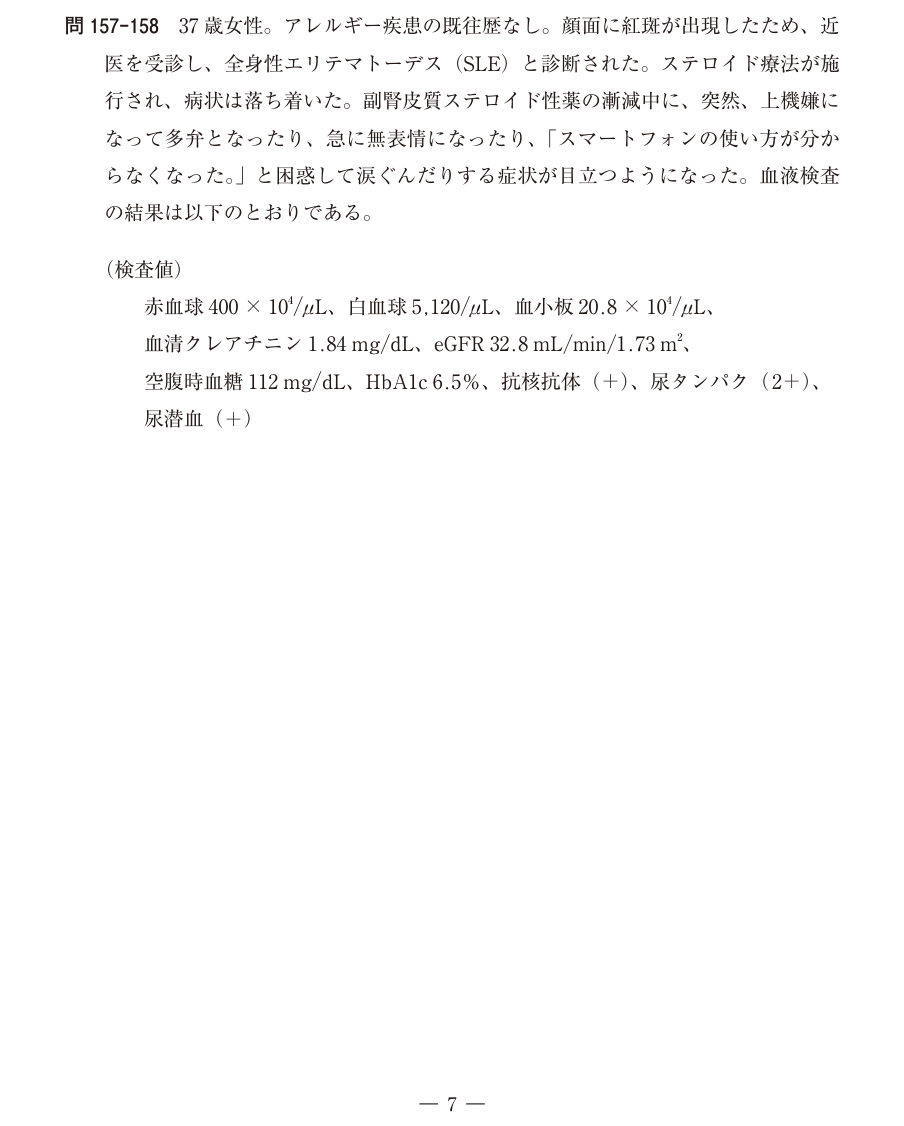 問 157-158 37 歳女性。アレルギー疾患の既往歴なし。顔面に紅斑が出現したため、近
医を受診し、全身性エリテマトーデス（SLE）と診断された。ステロイド療法が施
行され、病状は落ち着いた。副腎皮質ステロイド性薬の漸減中に、突然、上機嫌に
なって多弁となったり、急に無表情になったり、「スマートフォンの使い方が分か
らなくなった。」と困惑して涙ぐんだりする症状が目立つようになった。血液検査
の結果は以下のとおりである。
（検査値）
赤血球 400 × 10⁴/μL、白血球 5,120/μL、血小板 20.8 × 10⁴/μL、
血清クレアチニン 1.84 mg/dL、eGFR 32.8 mL/min/1.73 m²、
空腹時血糖 112 mg/dL、HbA1c 6.5%、抗核抗体（＋）、尿タンパク（2＋）、
尿潜血（＋）
— 7 —